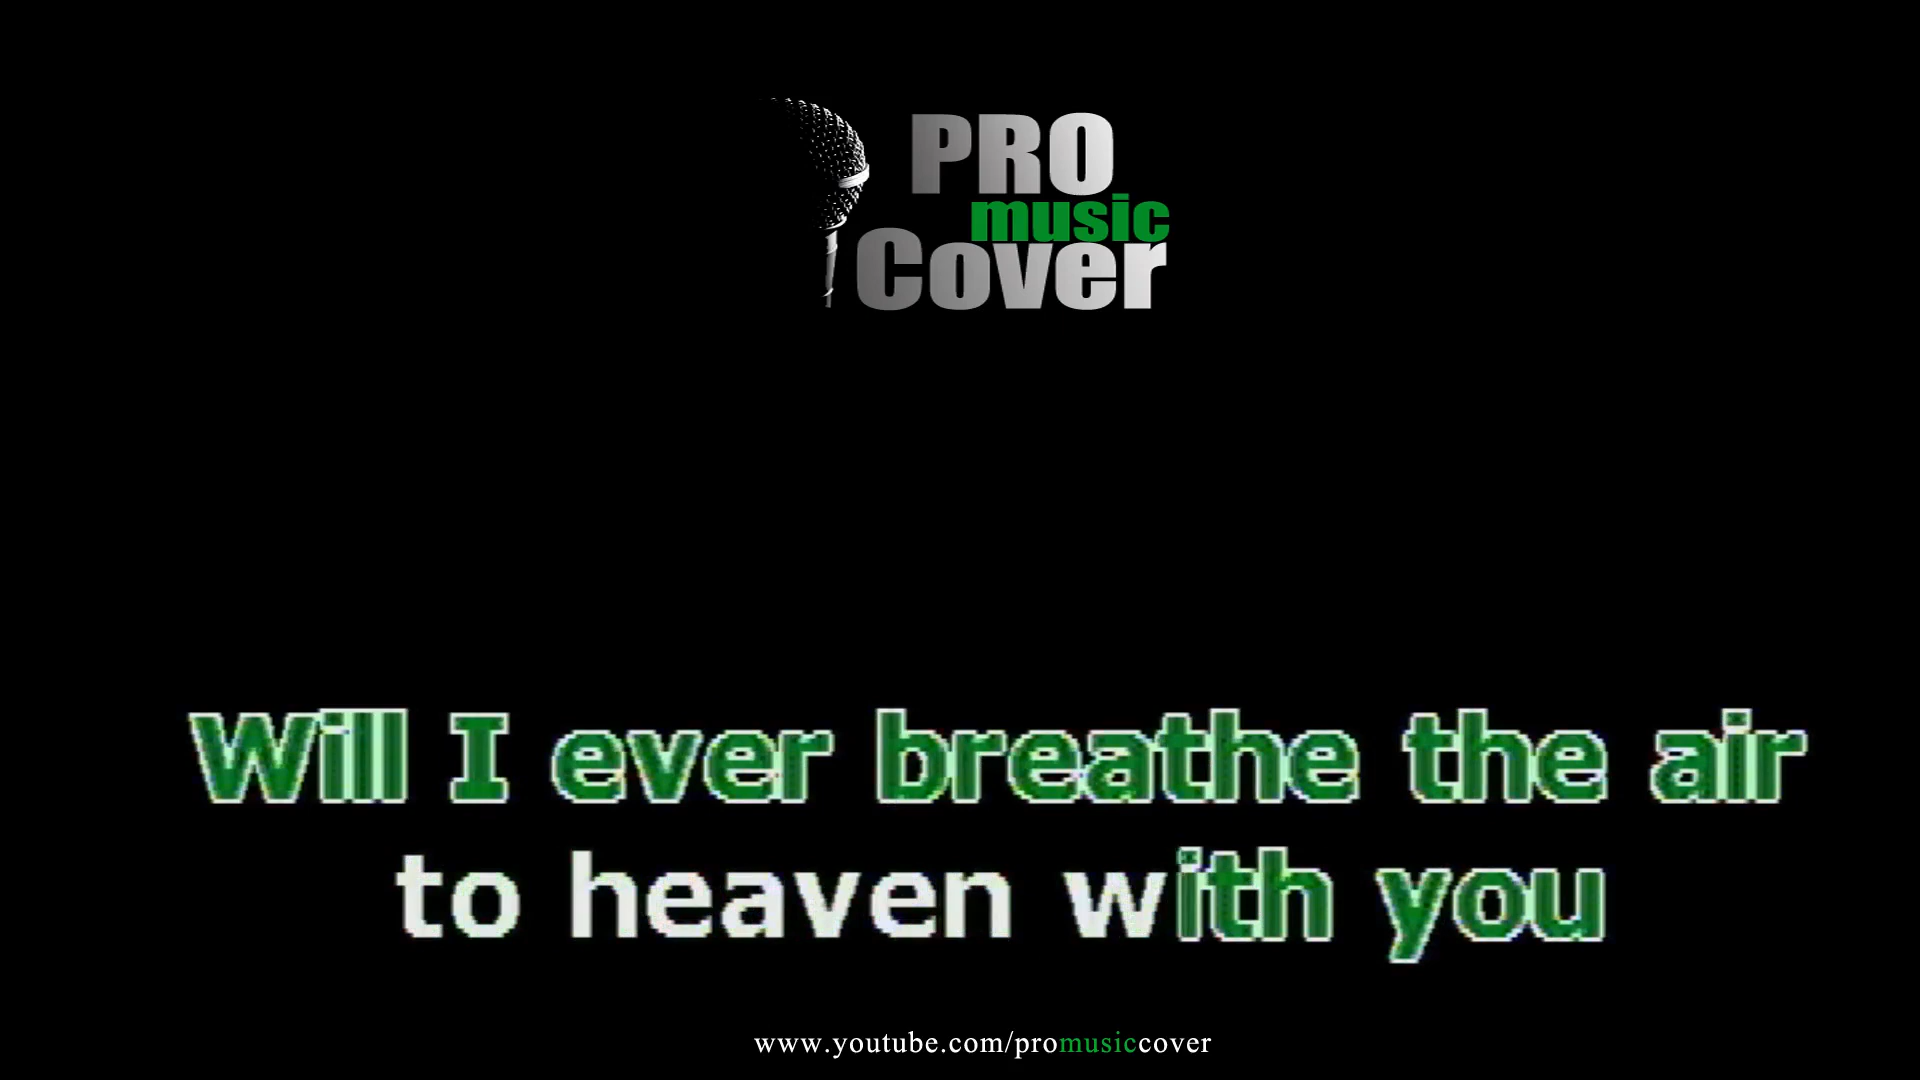 PRO
music
Cover
Will I ever breathe the air
to heaven with you
www.youtube.com/promusiccover